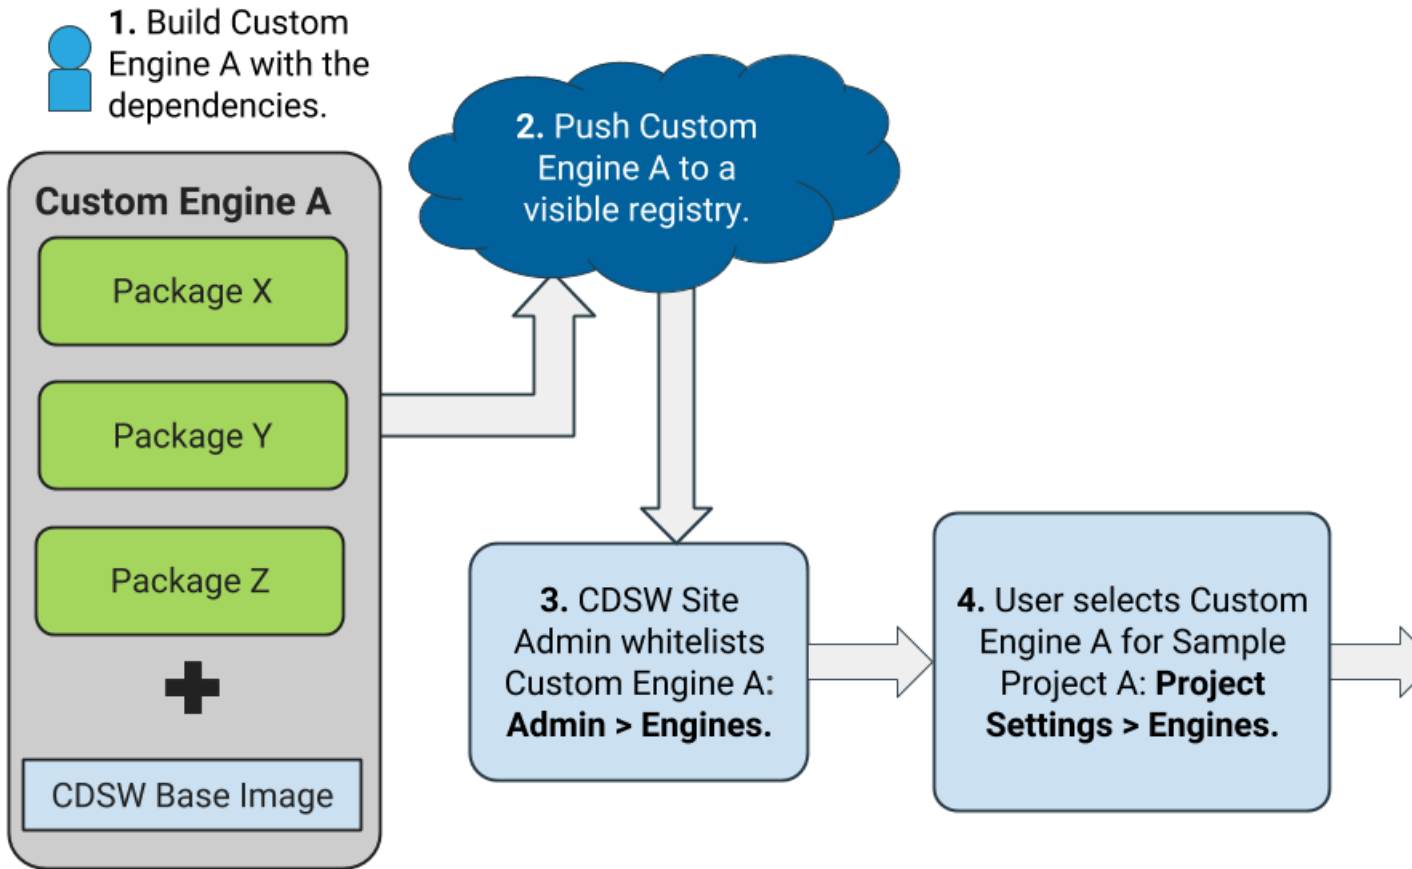 1. Build Custom
Engine A with the
dependencies.
Custom Engine A
Package X
Package Y
Package Z
CDSW Base Image
2. Push Custom
Engine A to a
visible registry.
3. CDSW Site
Admin whitelists
Custom Engine A:
Admin > Engines.
4. User selects Custom
Engine A for Sample
Project A: Project
Settings > Engines.